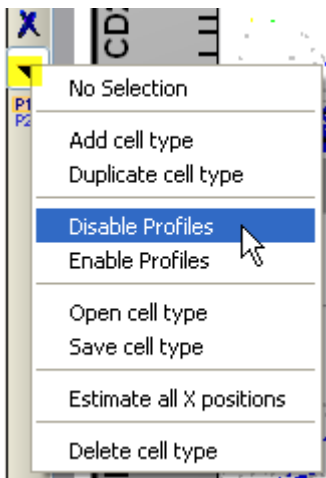 X
CD3
No Selection
P1
P2
Add cell type
Duplicate cell type
Disable Profiles
Enable Profiles
Open cell type
Save cell type
Estimate all X positions
Delete cell type